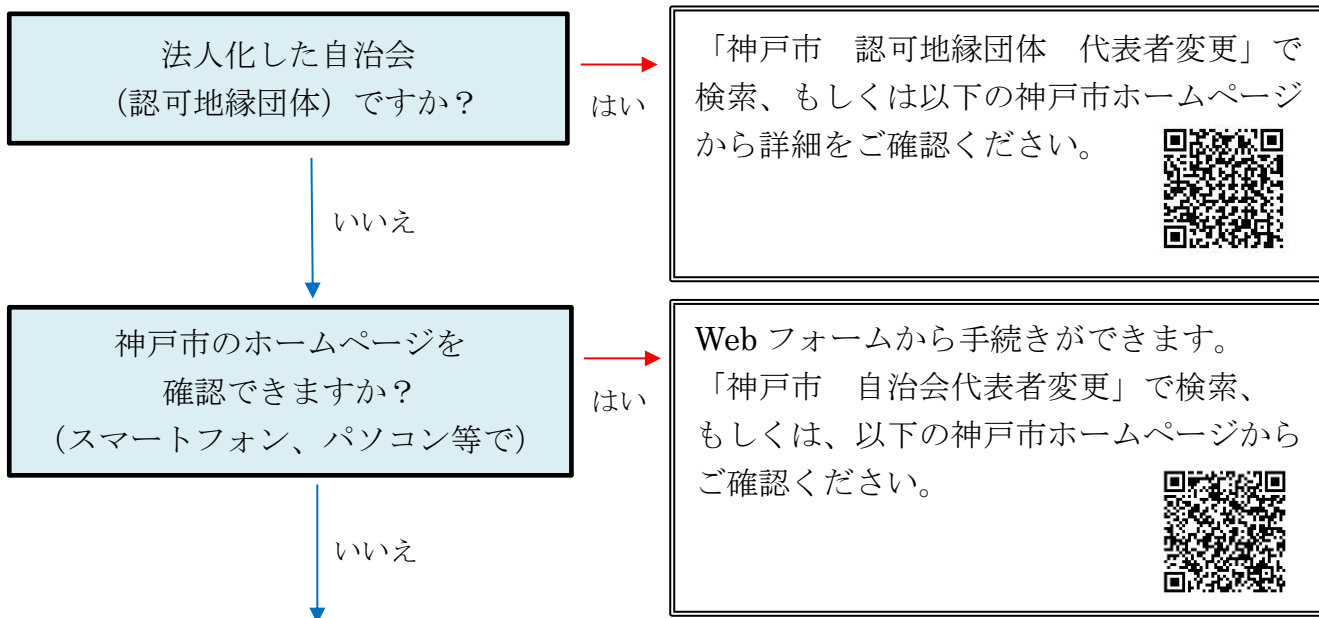 法人化した自治会
（認可地縁団体）ですか？
はい
「神戸市　認可地縁団体　代表者変更」で
検索、もしくは以下の神戸市ホームページ
から詳細をご確認ください。
いいえ
神戸市のホームページを
確認できますか？
（スマートフォン、パソコン等で）
はい
Web フォームから手続きができます。
「神戸市　自治会代表者変更」で検索、
もしくは、以下の神戸市ホームページから
ご確認ください。
いいえ